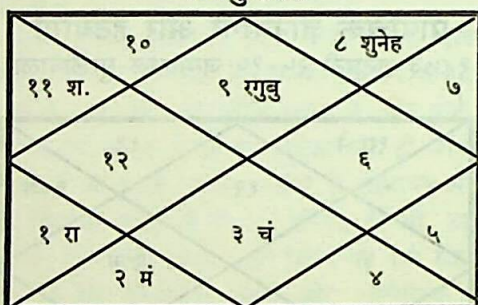 १०
८ शुनेह
११ श.
९ रगुबु
७
१२
६
१ रा
३ चं
५
२ मं
४